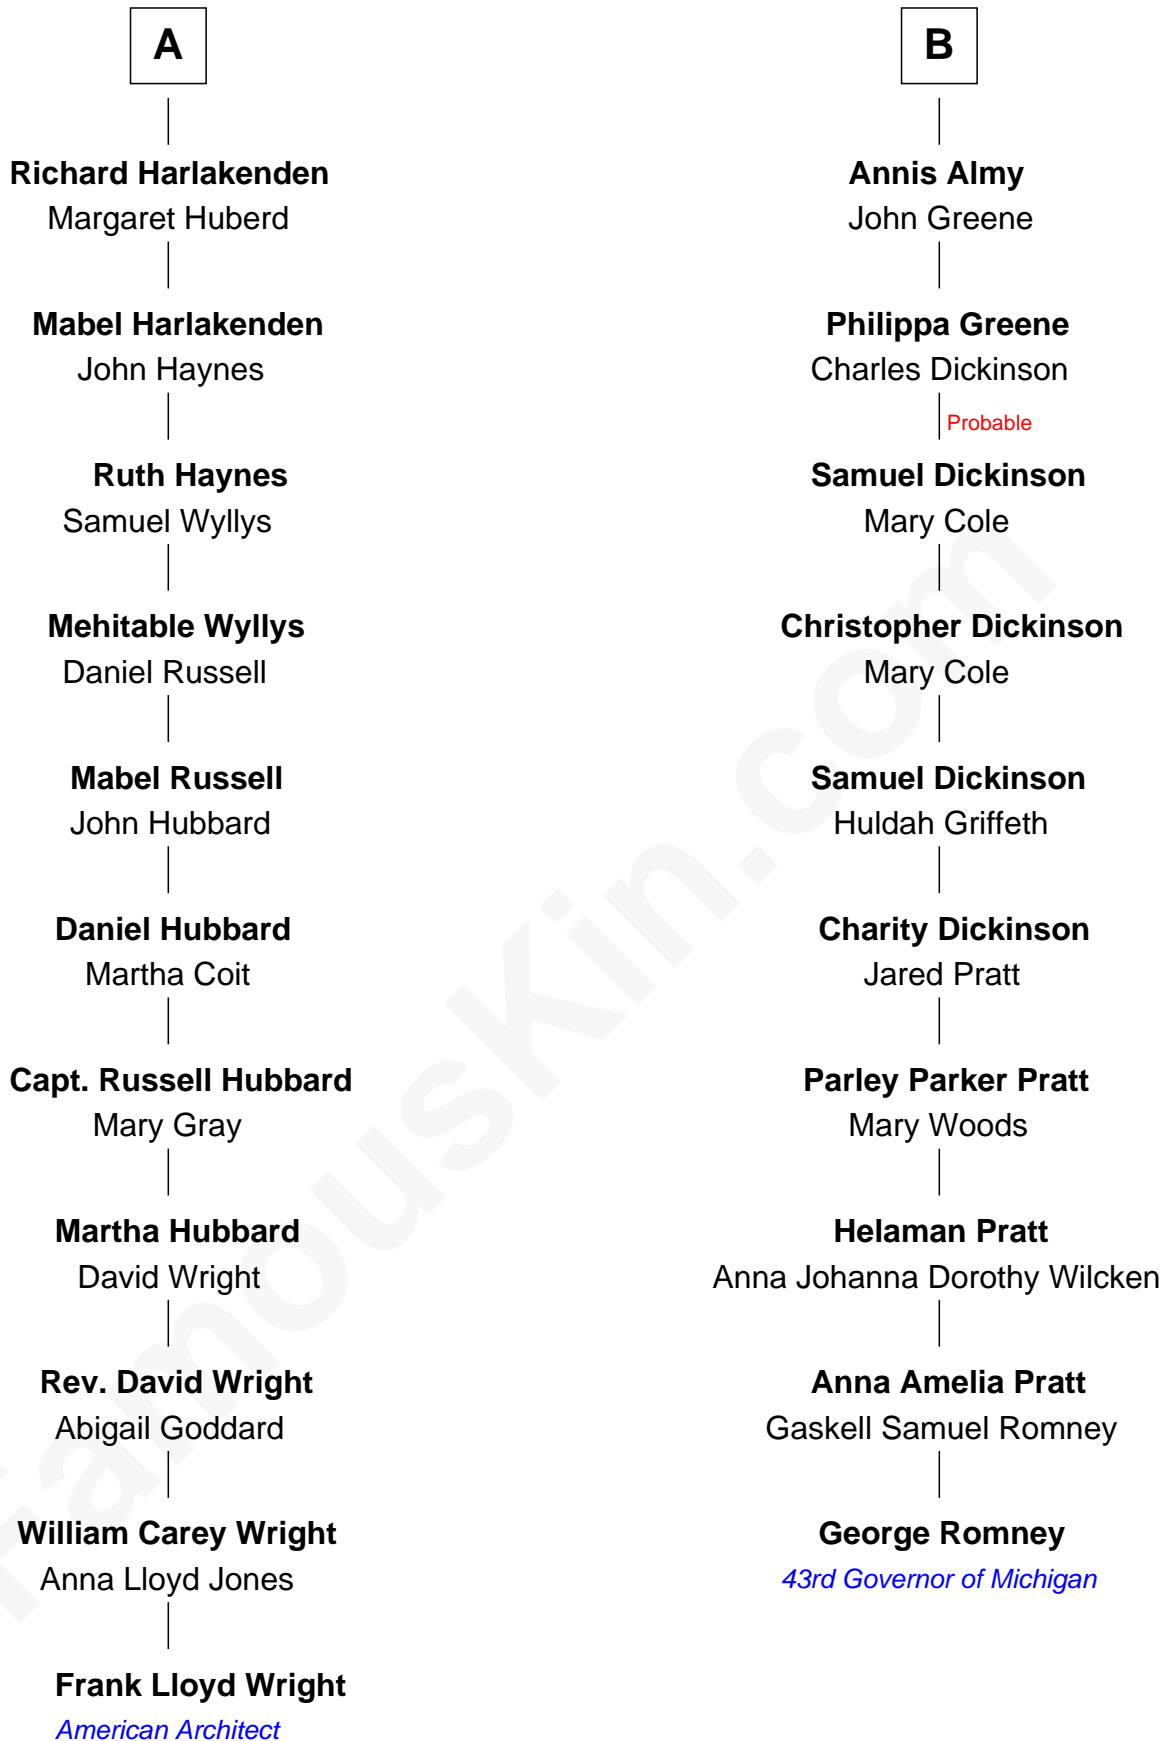 A
Richard Harlakenden
Margaret Huberd
Mabel Harlakenden
John Haynes
Ruth Haynes
Samuel Wyllys
Mehitable Wyllys
Daniel Russell
Mabel Russell
John Hubbard
Daniel Hubbard
Martha Coit
Capt. Russell Hubbard
Mary Gray
Martha Hubbard
David Wright
Rev. David Wright
Abigail Goddard
William Carey Wright
Anna Lloyd Jones
Frank Lloyd Wright
American Architect
B
Annis Almy
John Greene
Philippa Greene
Charles Dickinson
Probable
Samuel Dickinson
Mary Cole
Christopher Dickinson
Mary Cole
Samuel Dickinson
Huldah Griffeth
Charity Dickinson
Jared Pratt
Parley Parker Pratt
Mary Woods
Helaman Pratt
Anna Johanna Dorothy Wilcken
Anna Amelia Pratt
Gaskell Samuel Romney
George Romney
43rd Governor of Michigan
FamousKin.com